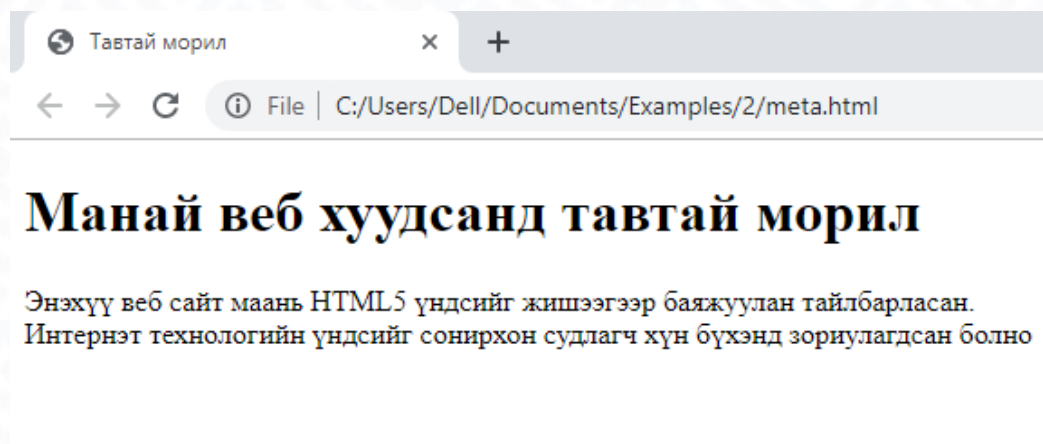 Тавтай морил
File C:/Users/Dell/Documents/Examples/2/meta.html
Манай веб хуудсанд тавтай морил
Энэхүү веб сайт маань HTML5 үндсийг жишээгээр баяжуулан тайлбарласан.
Интернэт технологийн үндсийг сонирхон судлагч хүн бүхэнд зориулагдсан болно